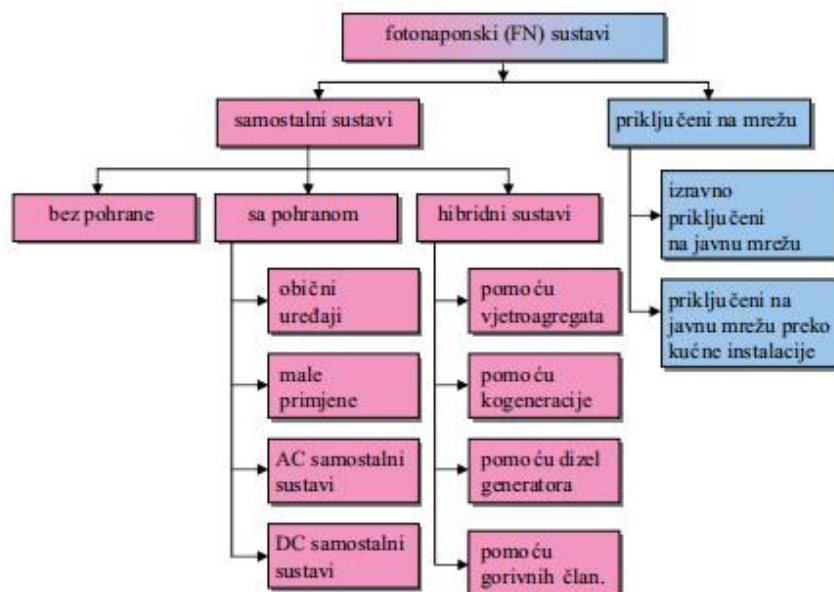 fotonaponski (FN) sustavi
samostalni sustavi
priključeni na mrežu
bez pohrane
sa pohranom
hibridni sustavi
izravno
priključeni
na javnu mrežu
obični
uređaji
pomoću
vjetroagregata
priključeni na
javnu mrežu preko
kućne instalacije
male
primjene
pomoću
kogeneracije
AC samostalni
sustavi
pomoću dizel
generatora
DC samostalni
sustavi
pomoću
gorivnih član.